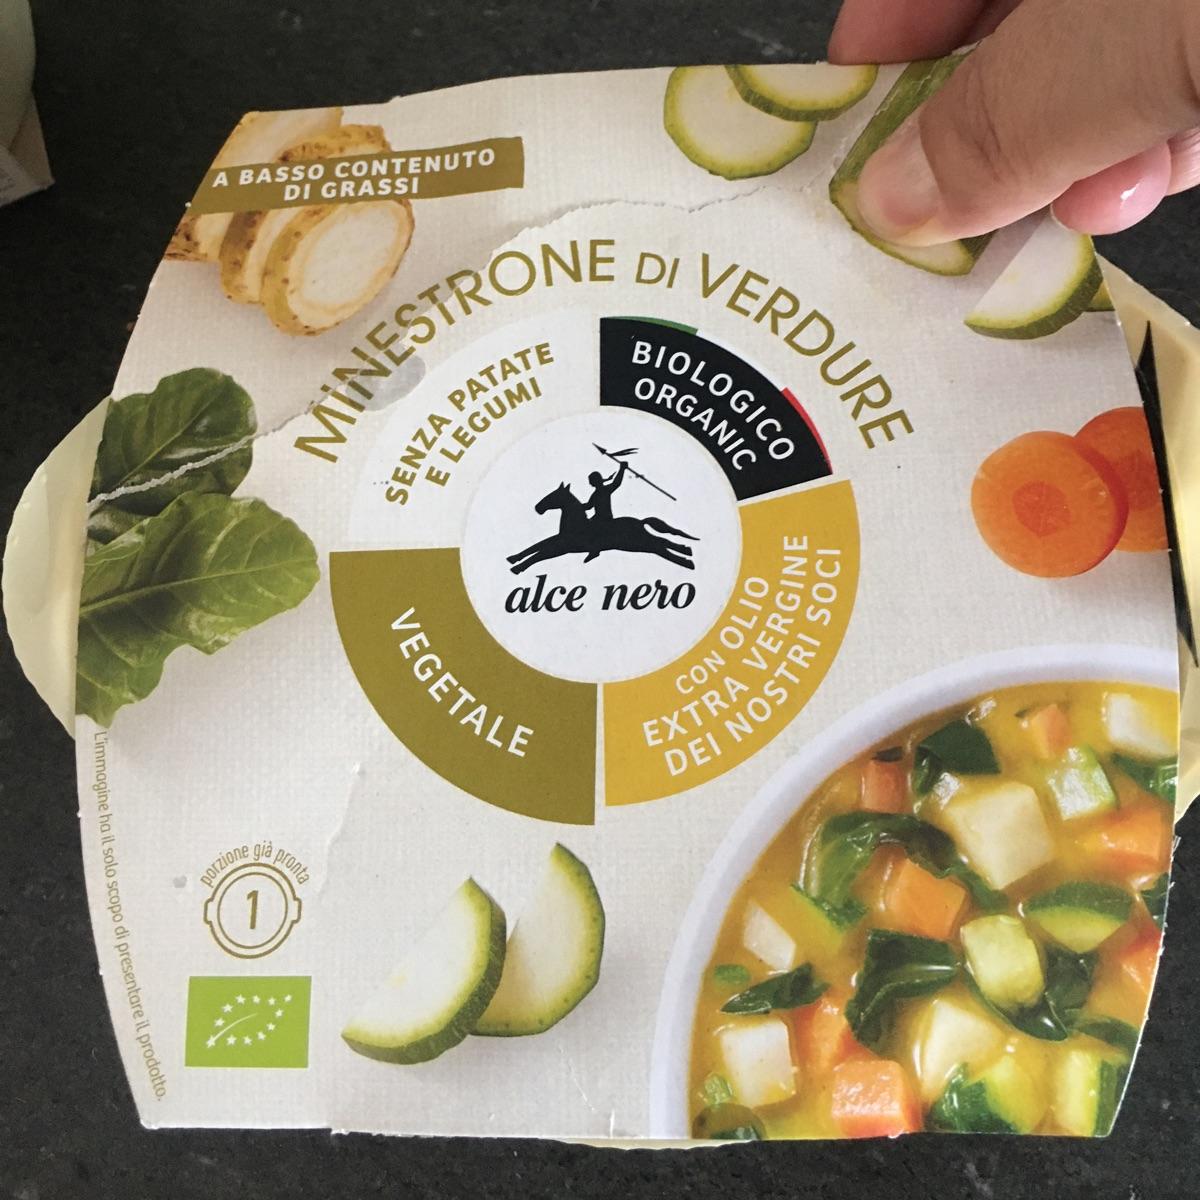 A BASSO CONTENUTO
DI GRASSI
MINESTRONE DI VERDURE
SENZA PATATE
E LEGUMI
BIOLOGICO
ORGANIC
alce nero
VEGETALE
CON OLIO
EXTRA VERGINE
DEI NOSTRI SOCI
porzione già pronta
1
L'immagine ha il solo scopo di presentare il prodotto.